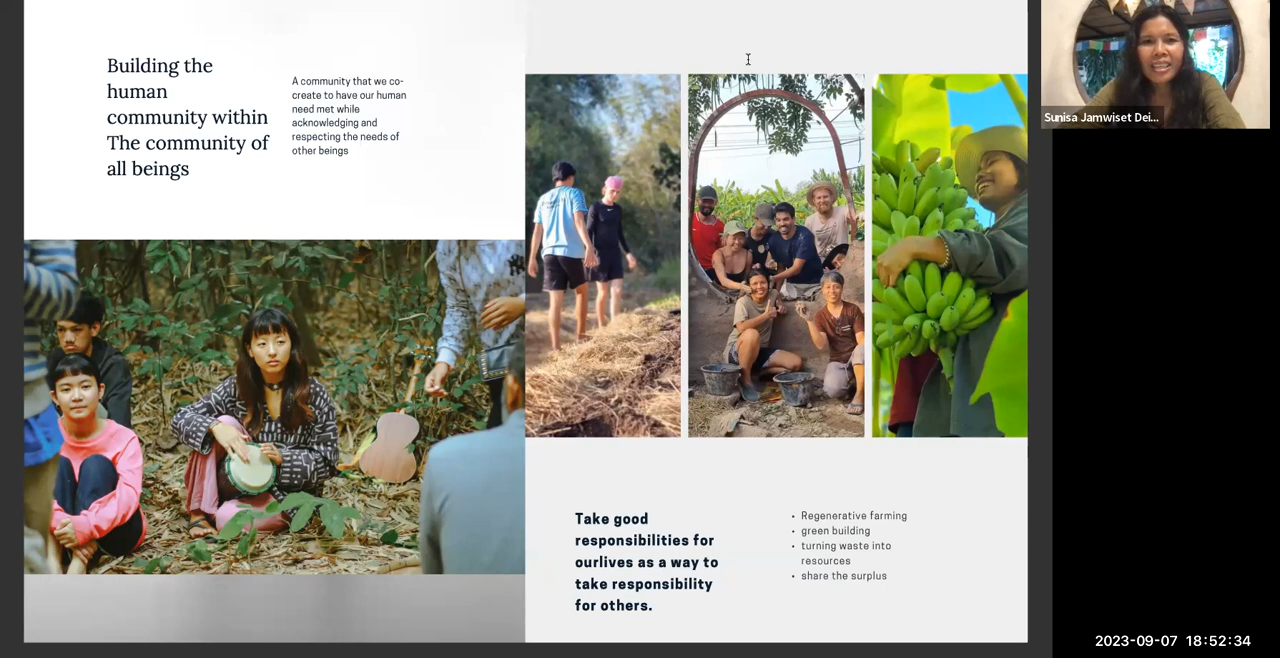 Building the
human
community within
The community of
all beings
A community that we co-
create to have our human
need met while
acknowledging and
respecting the needs of
other beings
Take good
responsibilities for
ourlives as a way to
take responsibility
for others.
• Regenerative farming
• green building
• turning waste into
resources
• share the surplus
Sunisa Jamwiset Dei...
2023-09-07 18:52:34